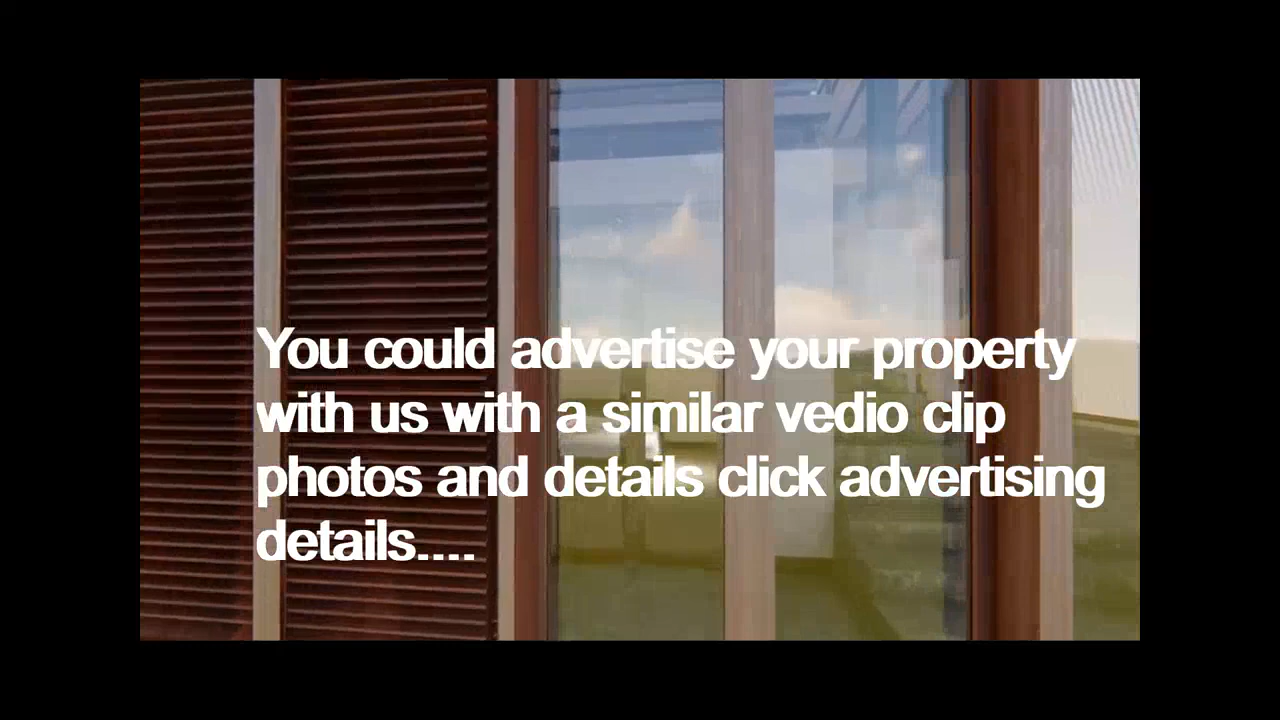 You could advertise your property
with us with a similar vedio clip
photos and details click advertising
details....